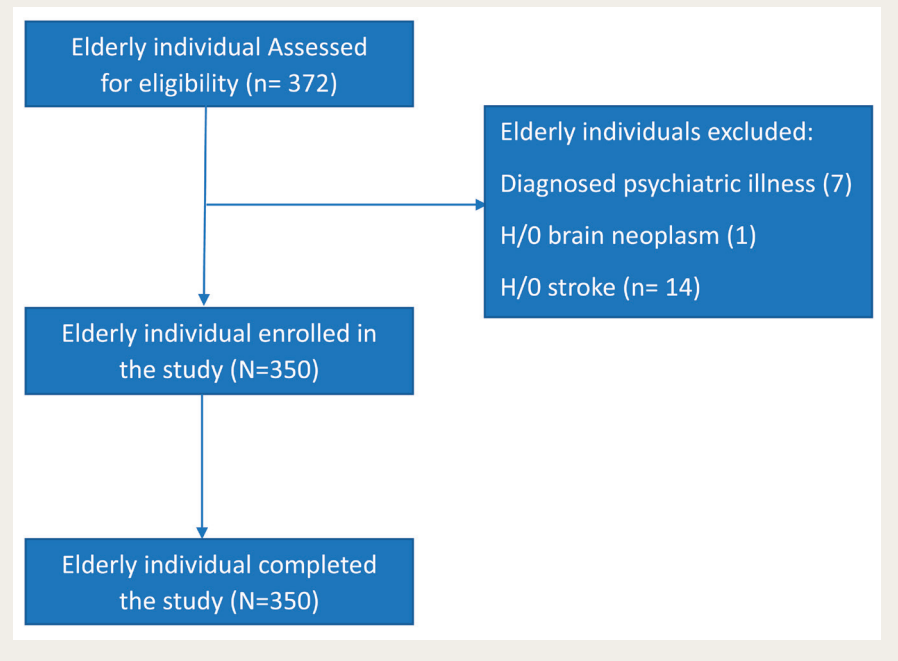 Elderly individual Assessed
for eligibility (n= 372)
Elderly individuals excluded:
Diagnosed psychiatric illness (7)
H/0 brain neoplasm (1)
H/0 stroke (n= 14)
Elderly individual enrolled in
the study (N=350)
Elderly individual completed
the study (N=350)